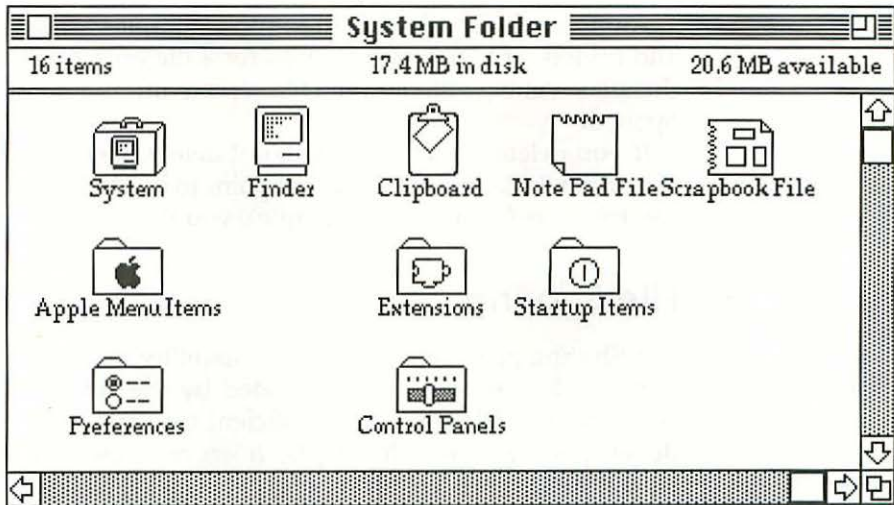 System Folder
16 items 17.4 MB in disk 20.6 MB available
System Finder Clipboard Note Pad File Scrapbook File
Apple Menu Items Extensions Startup Items
Preferences Control Panels